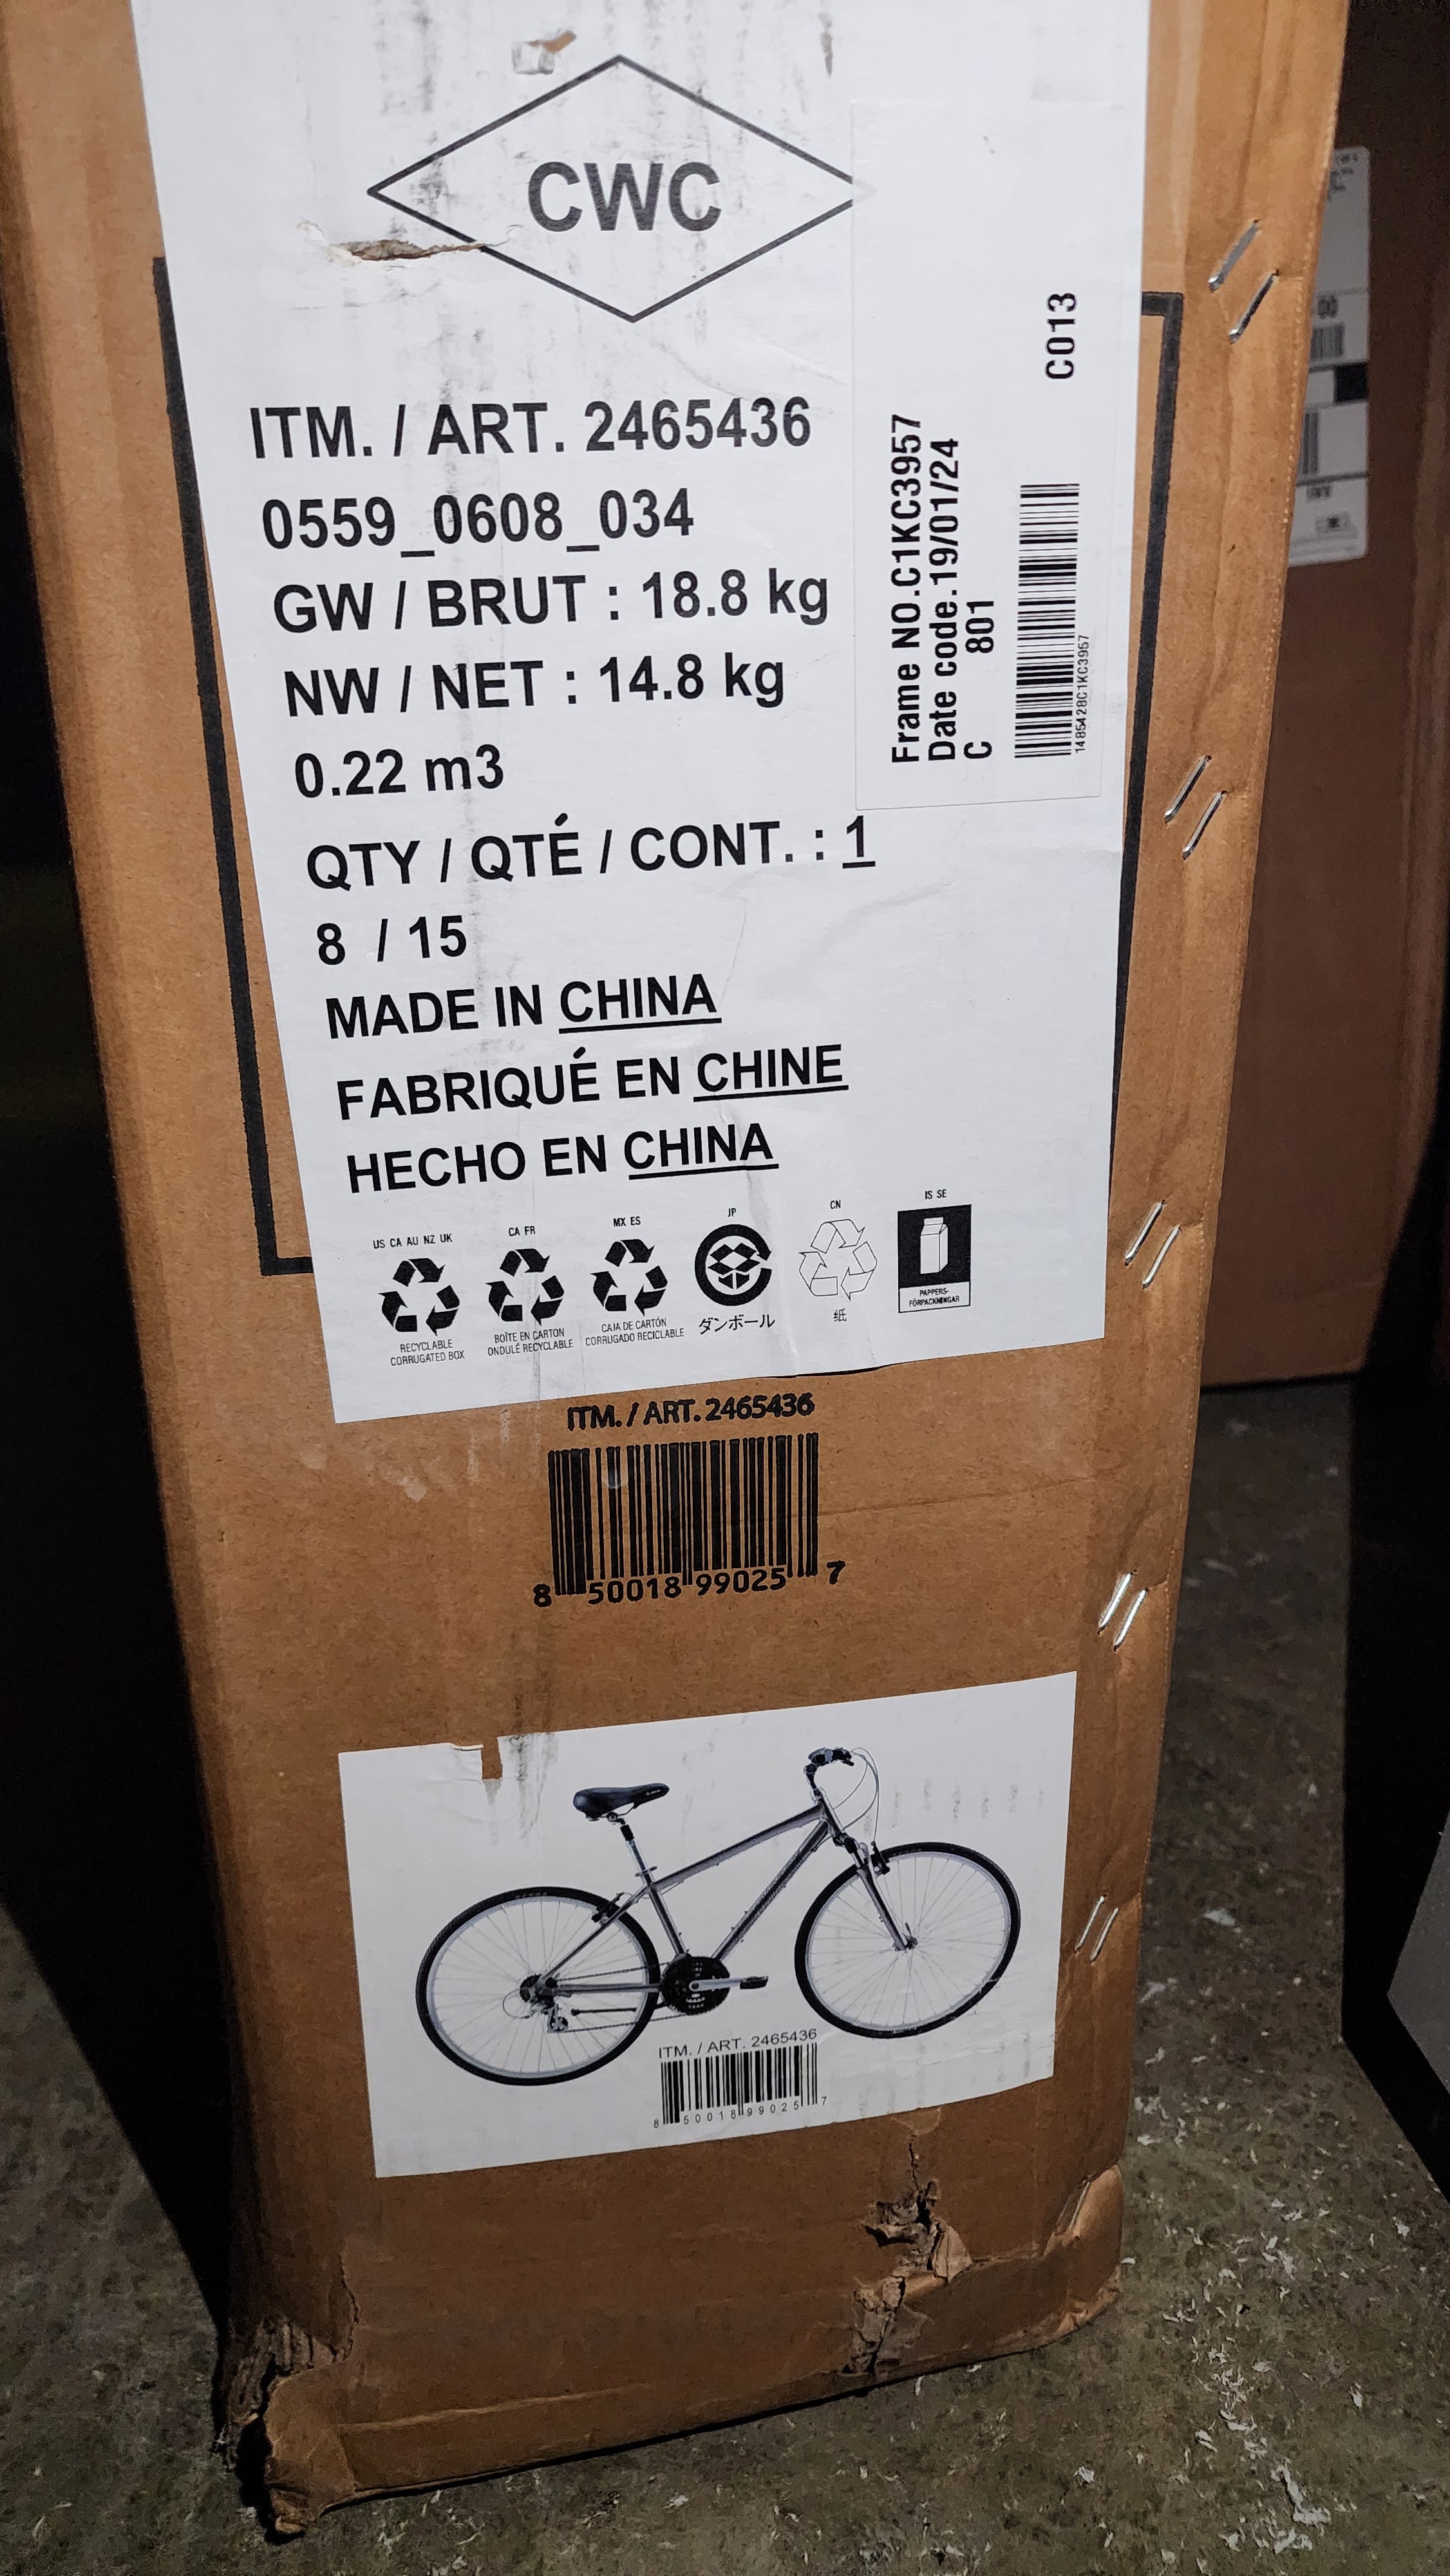 CWC
ITM. / ART. 2465436
0559_0608_034
GW / BRUT : 18.8 kg
NW / NET : 14.8 kg
0.22 m3
QTY / QTÉ / CONT. : 1
8 / 15
MADE IN CHINA
FABRIQUÉ EN CHINE
HECHO EN CHINA
Frame NO.C1KC3957
Date code.19/01/24
C 801
C013
1485428C1KC3957
US CA AU NZ UK
RECYCLABLE
CORRUGATED BOX
CA FR
BOÎTE EN CARTON
ONDULÉ RECYCLABLE
MX ES
CAJA DE CARTÓN
CORRUGADO RECICLABLE
JP
ダンボール
CN
纸
IS SE
PAPPERS-
FÖRPACKNINGAR
ITM. / ART. 2465436
8 50018 99025 7
ITM. / ART. 2465436
8 50018 99025 7